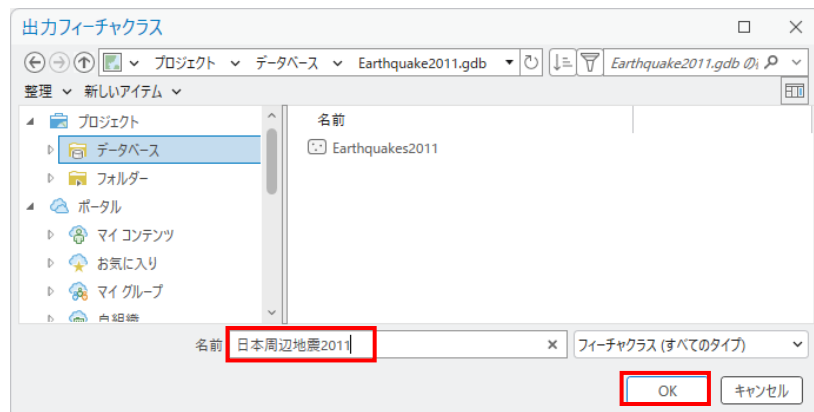 出力フィーチャクラス
プロジェクト データベース Earthquake2011.gdb Earthquake2011.gdb の
整理 新しいアイテム
プロジェクト
データベース
フォルダー
ポータル
マイ コンテンツ
お気に入り
マイ グループ
名前
Earthquakes2011
名前 日本周辺地震2011 フィーチャクラス (すべてのタイプ)
OK キャンセル